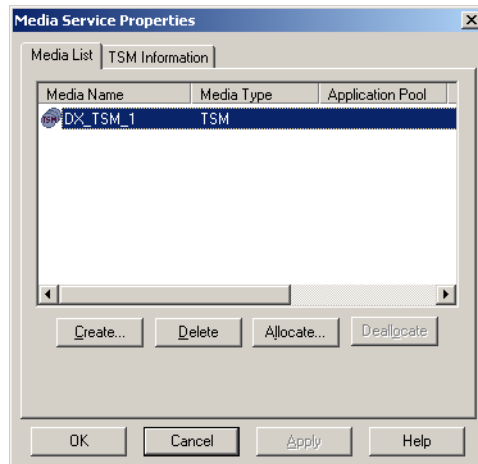 Media Service Properties
Media List TSM Information
Media Name Media Type Application Pool
TSM DX_TSM_1 TSM
Create... Delete Allocate... Deallocate
OK Cancel Apply Help